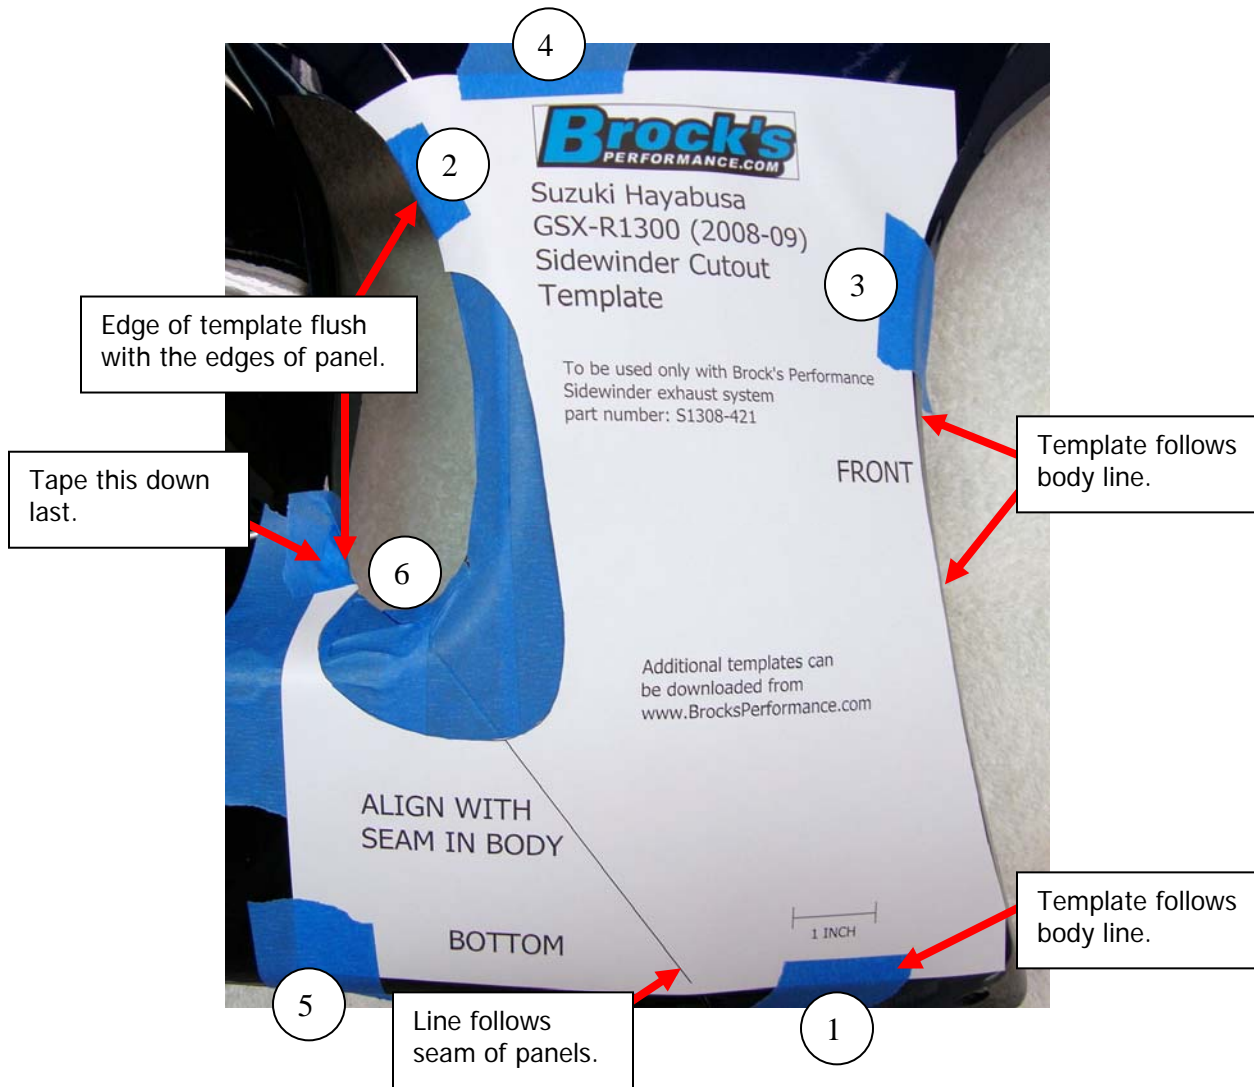 4
Brock's
PERFORMANCE.COM
2
Suzuki Hayabusa
GSX-R1300 (2008-09)
Sidewinder Cutout
Template
3
Edge of template flush
with the edges of panel.
To be used only with Brock's Performance
Sidewinder exhaust system
part number: S1308-421
Template follows
body line.
FRONT
Tape this down
last.
6
Additional templates can
be downloaded from
www.BrocksPerformance.com
ALIGN WITH
SEAM IN BODY
Template follows
body line.
1 INCH
BOTTOM
5
Line follows
seam of panels.
1